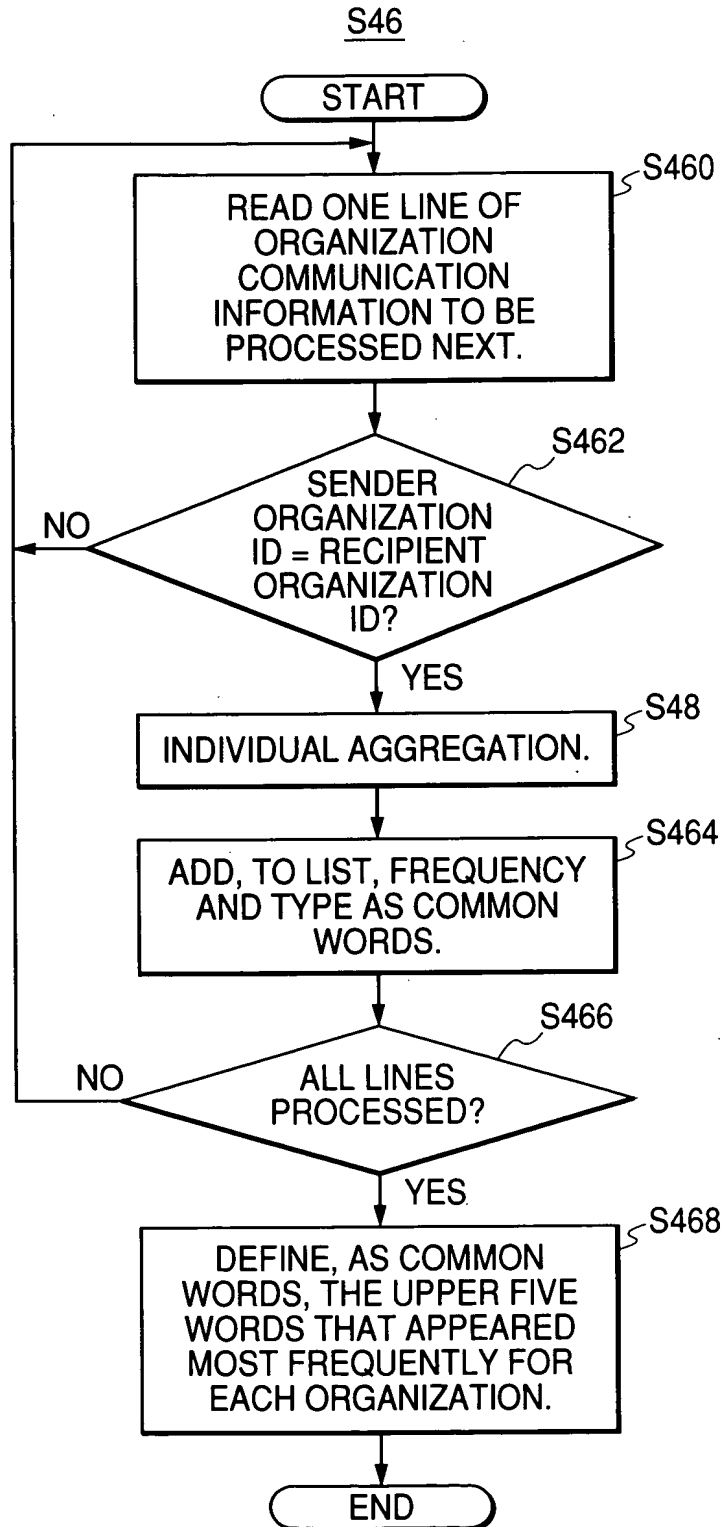 S46
START
S460
READ ONE LINE OF
ORGANIZATION
COMMUNICATION
INFORMATION TO BE
PROCESSED NEXT.
S462
SENDER
ORGANIZATION
ID = RECIPIENT
ORGANIZATION
ID?
NO
YES
S48
INDIVIDUAL AGGREGATION.
S464
ADD, TO LIST, FREQUENCY
AND TYPE AS COMMON
WORDS.
S466
ALL LINES
PROCESSED?
NO
YES
S468
DEFINE, AS COMMON
WORDS, THE UPPER FIVE
WORDS THAT APPEARED
MOST FREQUENTLY FOR
EACH ORGANIZATION.
END